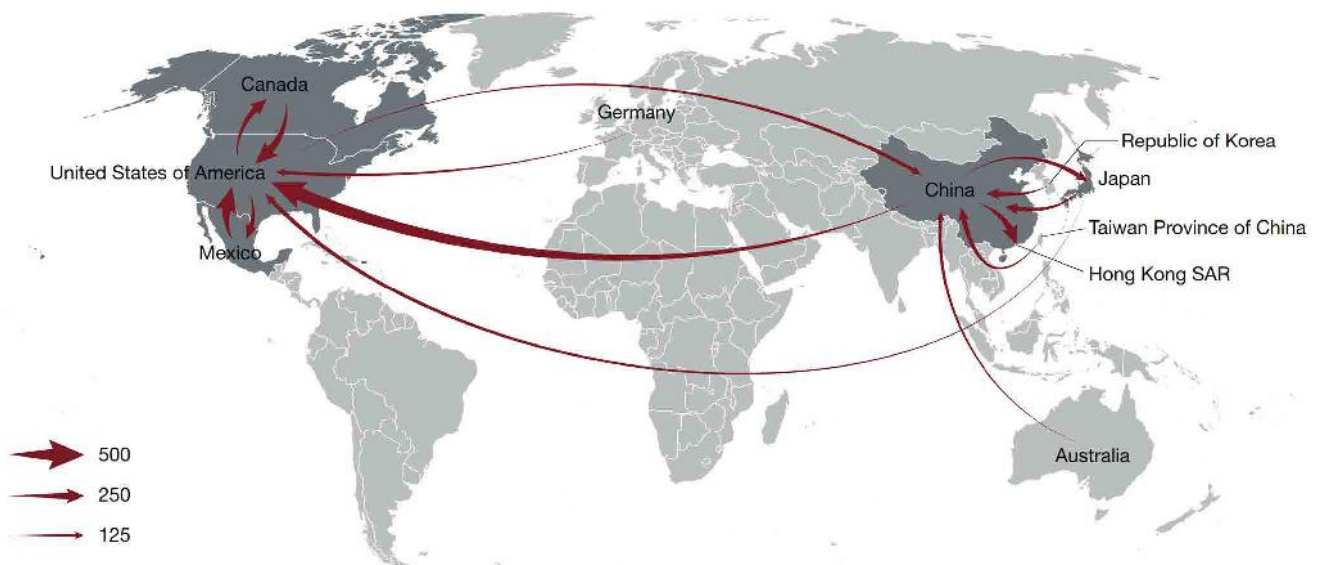 Canada
Germany
Republic of Korea
United States of America
Japan
China
Taiwan Province of China
Mexico
Hong Kong SAR
500
Australia
250
125